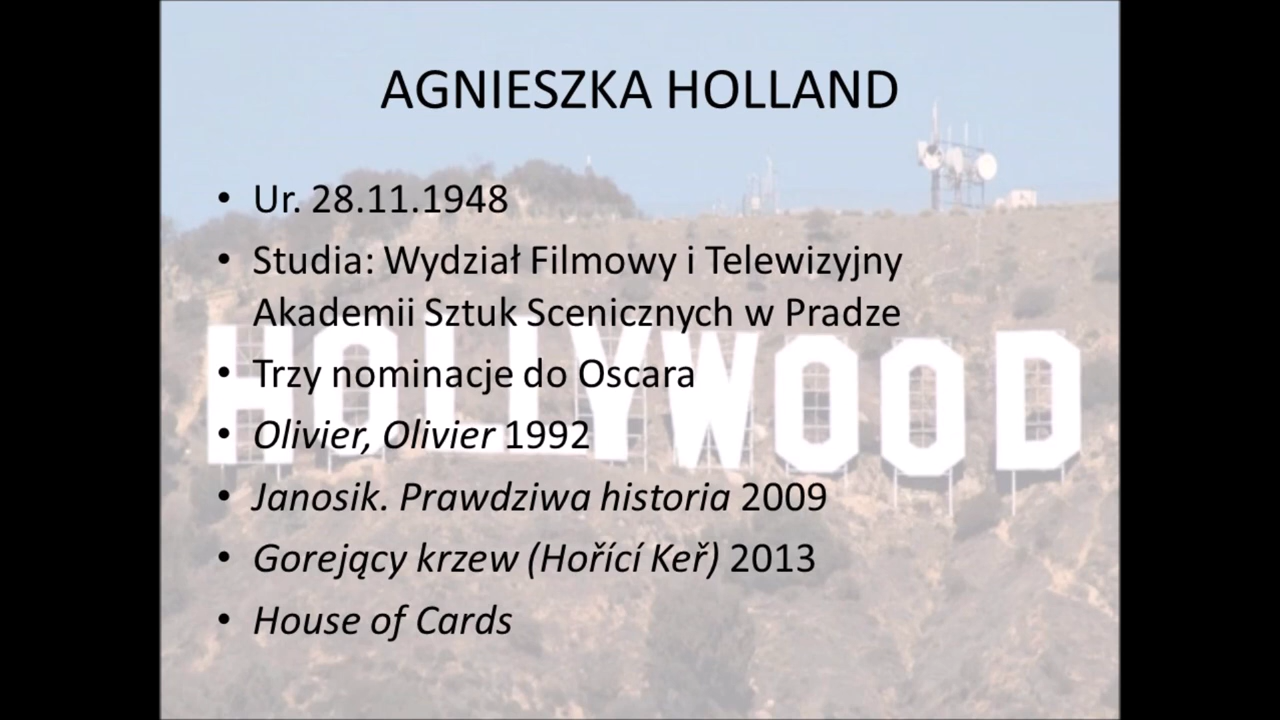 AGNIESZKA HOLLAND
• Ur. 28.11.1948
• Studia: Wydział Filmowy i Telewizyjny
Akademii Sztuk Scenicznych w Pradze
• Trzy nominacje do Oscara
HOLLYWOOD
• Olivier, Olivier 1992
• Janosik. Prawdziwa historia 2009
• Gorejący krzew (Hořící Keř) 2013
• House of Cards